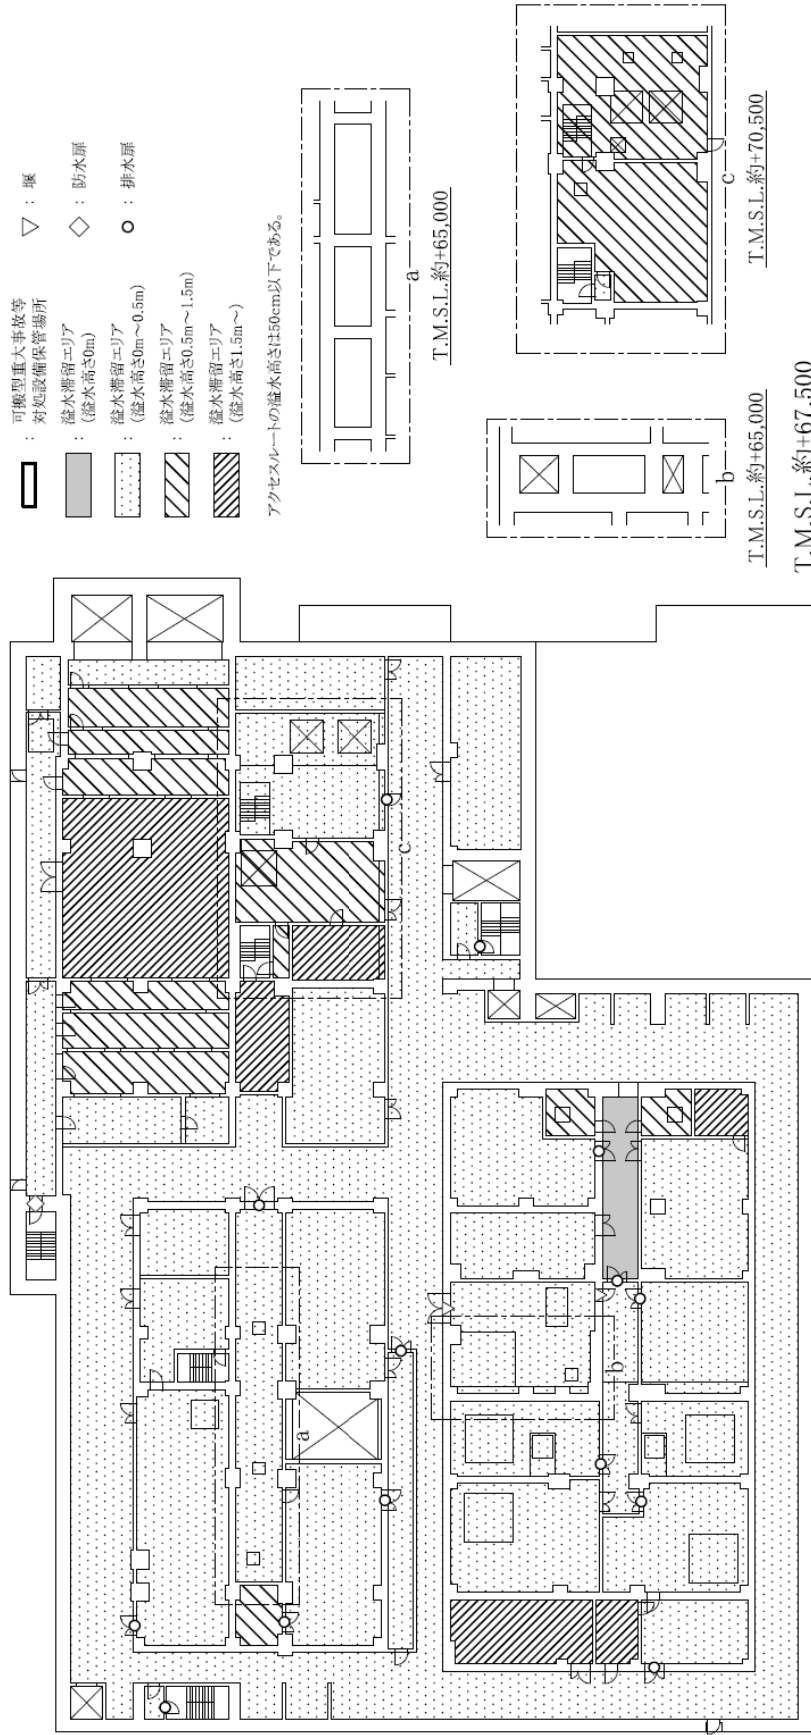 ： 可搬型重大事故等
対処設備保管場所
： 溢水滞留エリア
(溢水高さ0m)
： 溢水滞留エリア
(溢水高さ0m～0.5m)
： 溢水滞留エリア
(溢水高さ0.5m～1.5m)
： 溢水滞留エリア
(溢水高さ1.5m～)
： 堰
： 防水扉
： 排水扉
アクセスルートの溢水高さは50cm以下である。
a
T.M.S.L.約+65,000
b
T.M.S.L.約+65,000
c
T.M.S.L.約+70,500
a
b
c
T.M.S.L.約+67,500